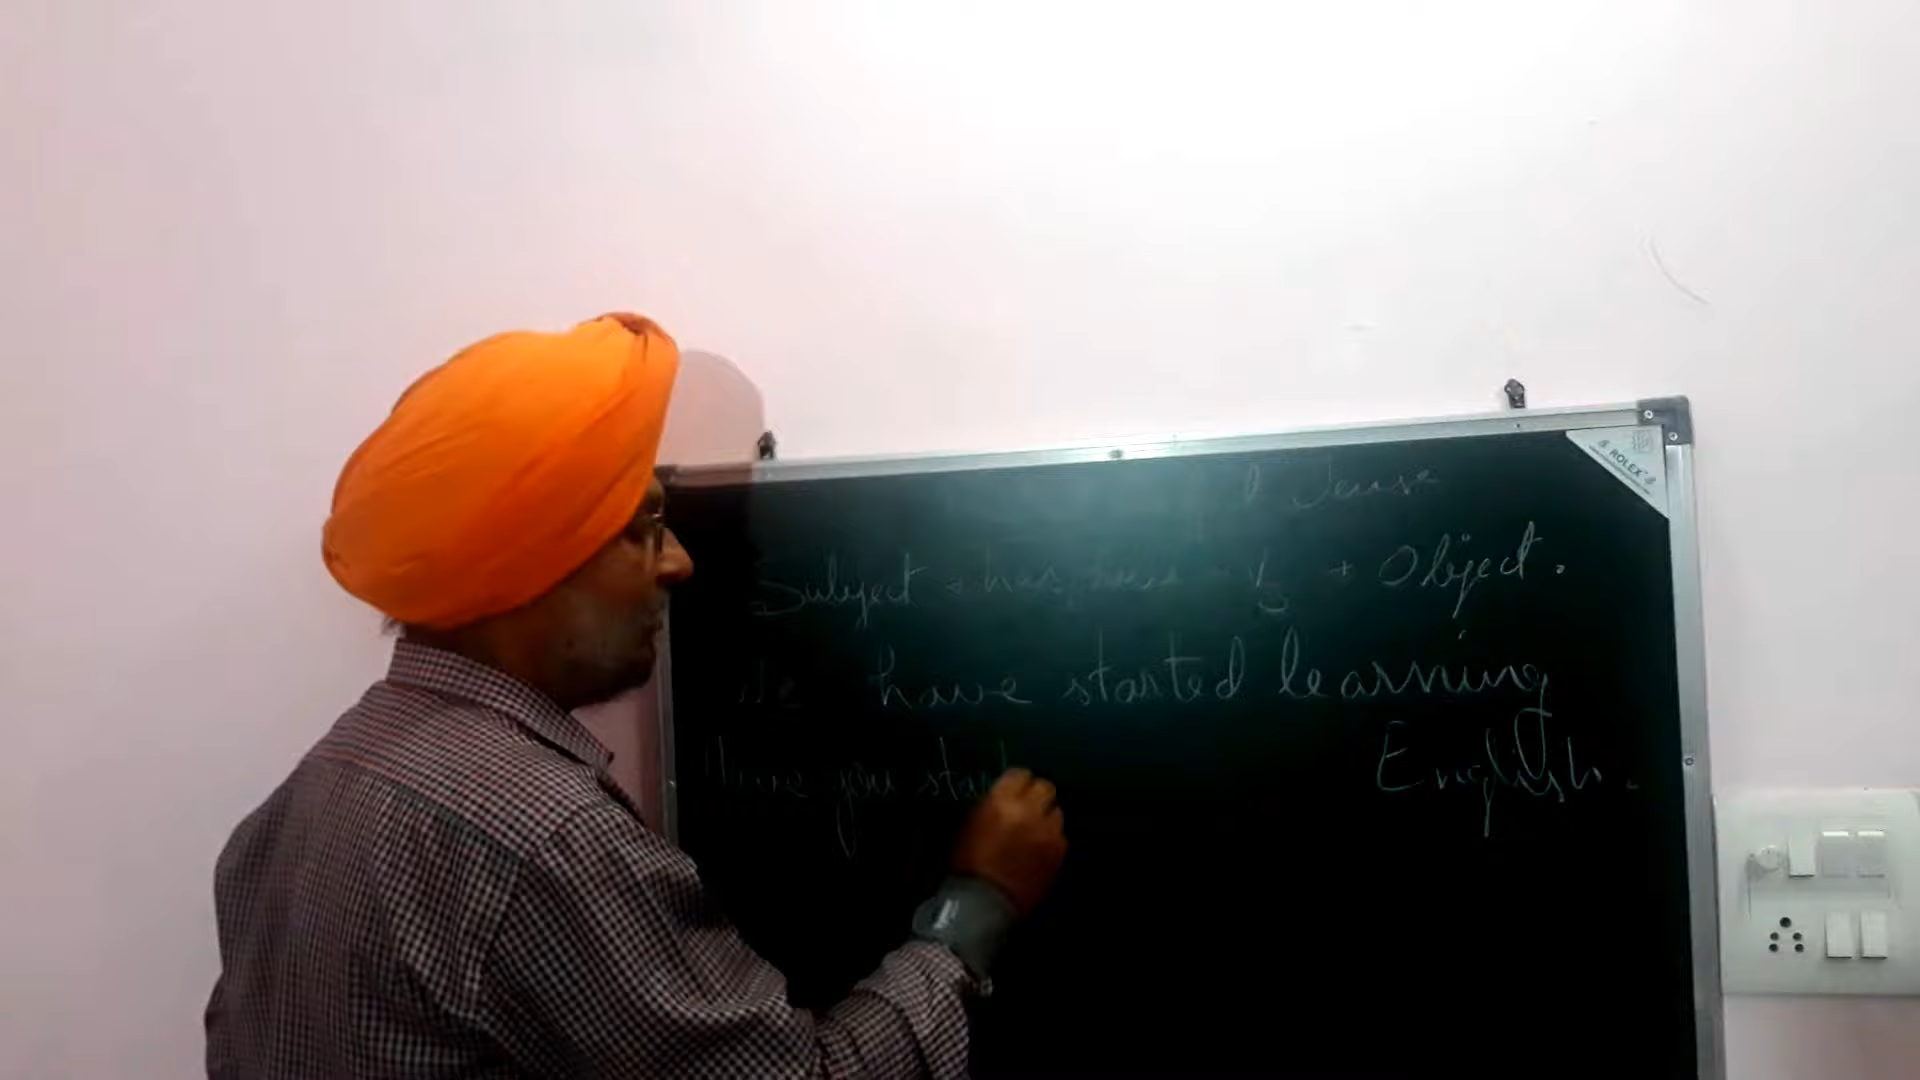 Tense
Subject + has/have + V3 + Object.
We have started learning
English.
Have you start
ROLEX